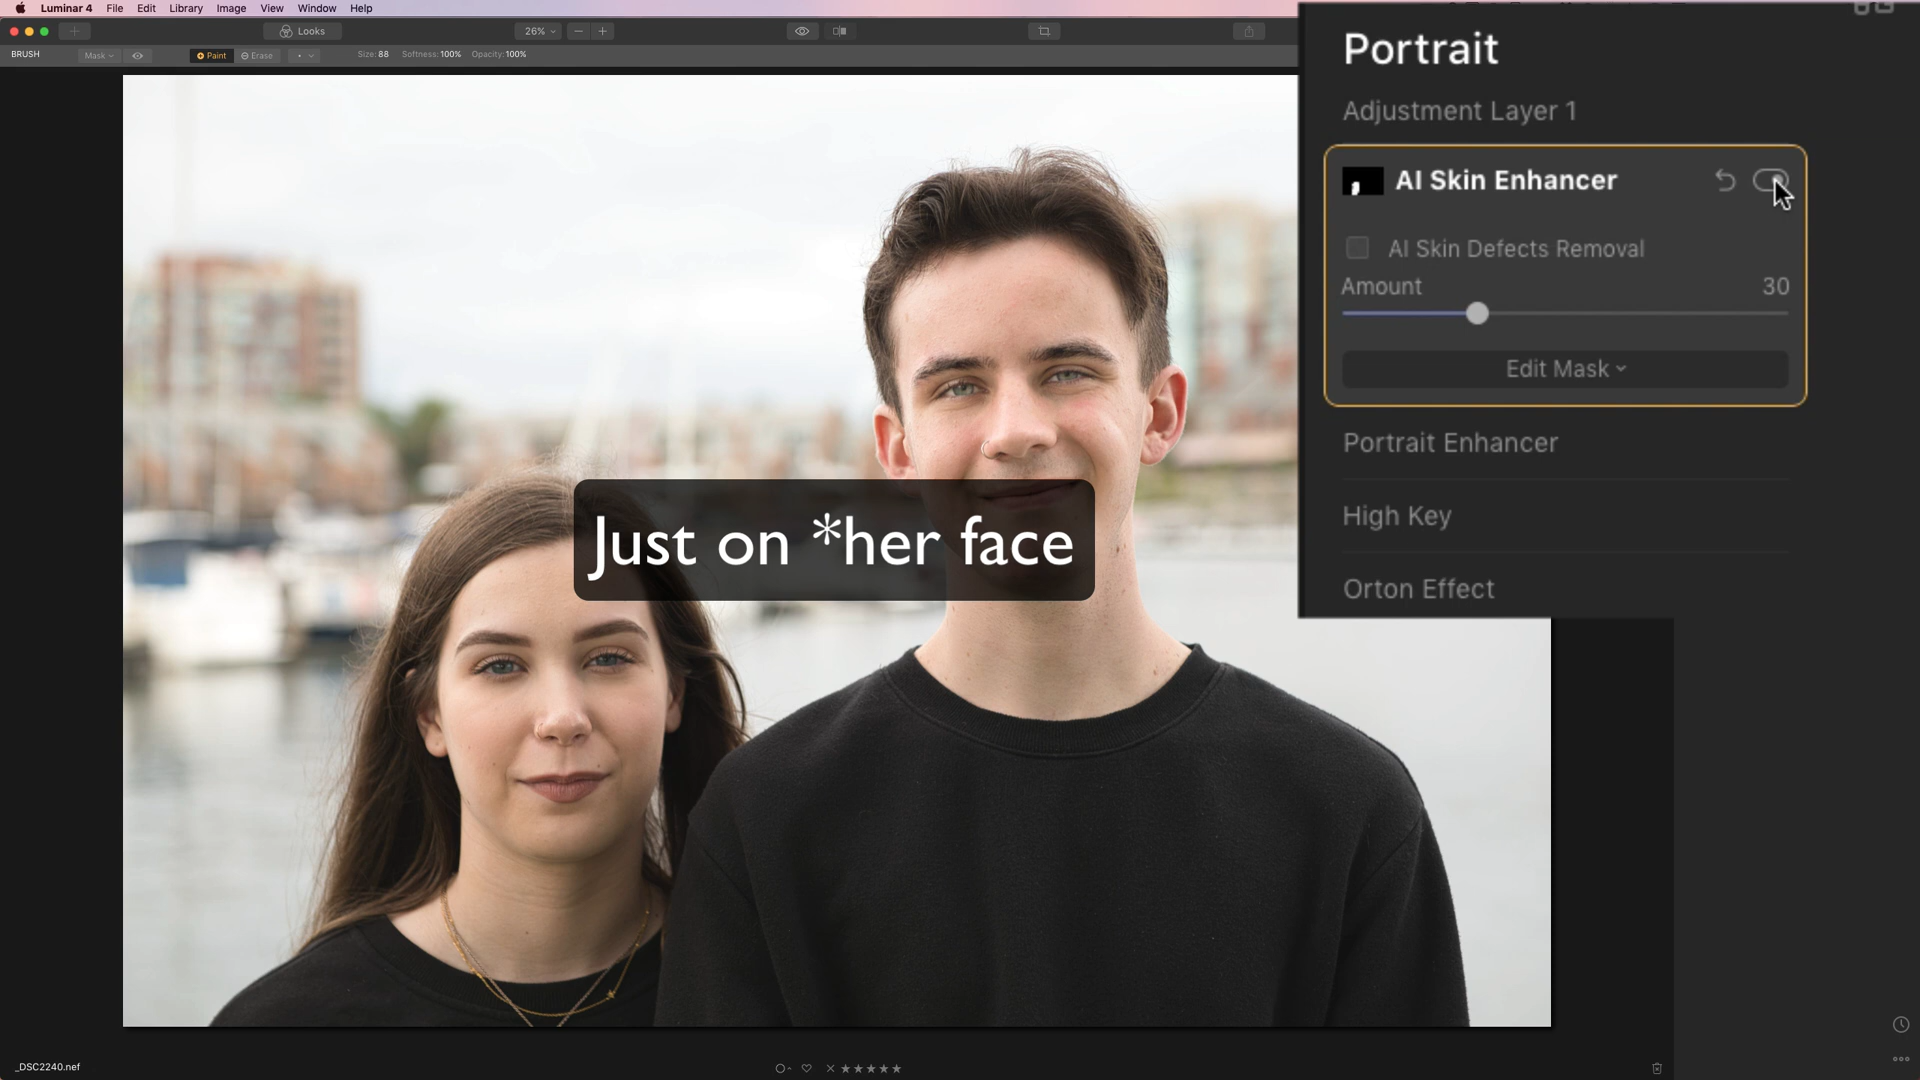 Luminar 4 File Edit Library Image View Window Help
Looks
26%
BRUSH
Mask
Paint
Erase
Size: 88
Softness: 100%
Opacity: 100%
Portrait
Adjustment Layer 1
AI Skin Enhancer
AI Skin Defects Removal
Amount 30
Edit Mask
Portrait Enhancer
High Key
Orton Effect
Just on *her face
_DSC2240.nef